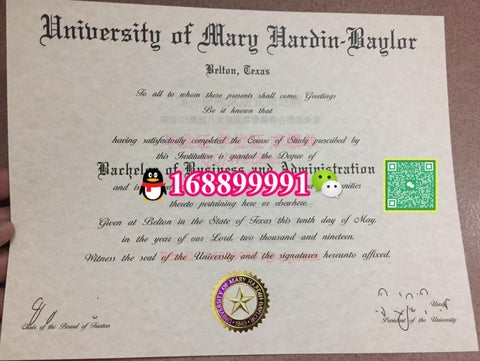 University of Mary Hardin-Baylor
Belton, Texas
To all to whom these presents shall come, Greetings
Be it known that
having satisfactorily completed the Course of Study prescribed by
this Institution is granted the Degree of
Bachelor of Business and Administration
168899991
thereto pertaining here or elsewhere.
Given at Belton in the State of Texas this tenth day of May,
in the year of our Lord, two thousand and nineteen.
Witness the seal of the University and the signatures hereunto affixed.
Chair of the Board of Trustees
President of the University